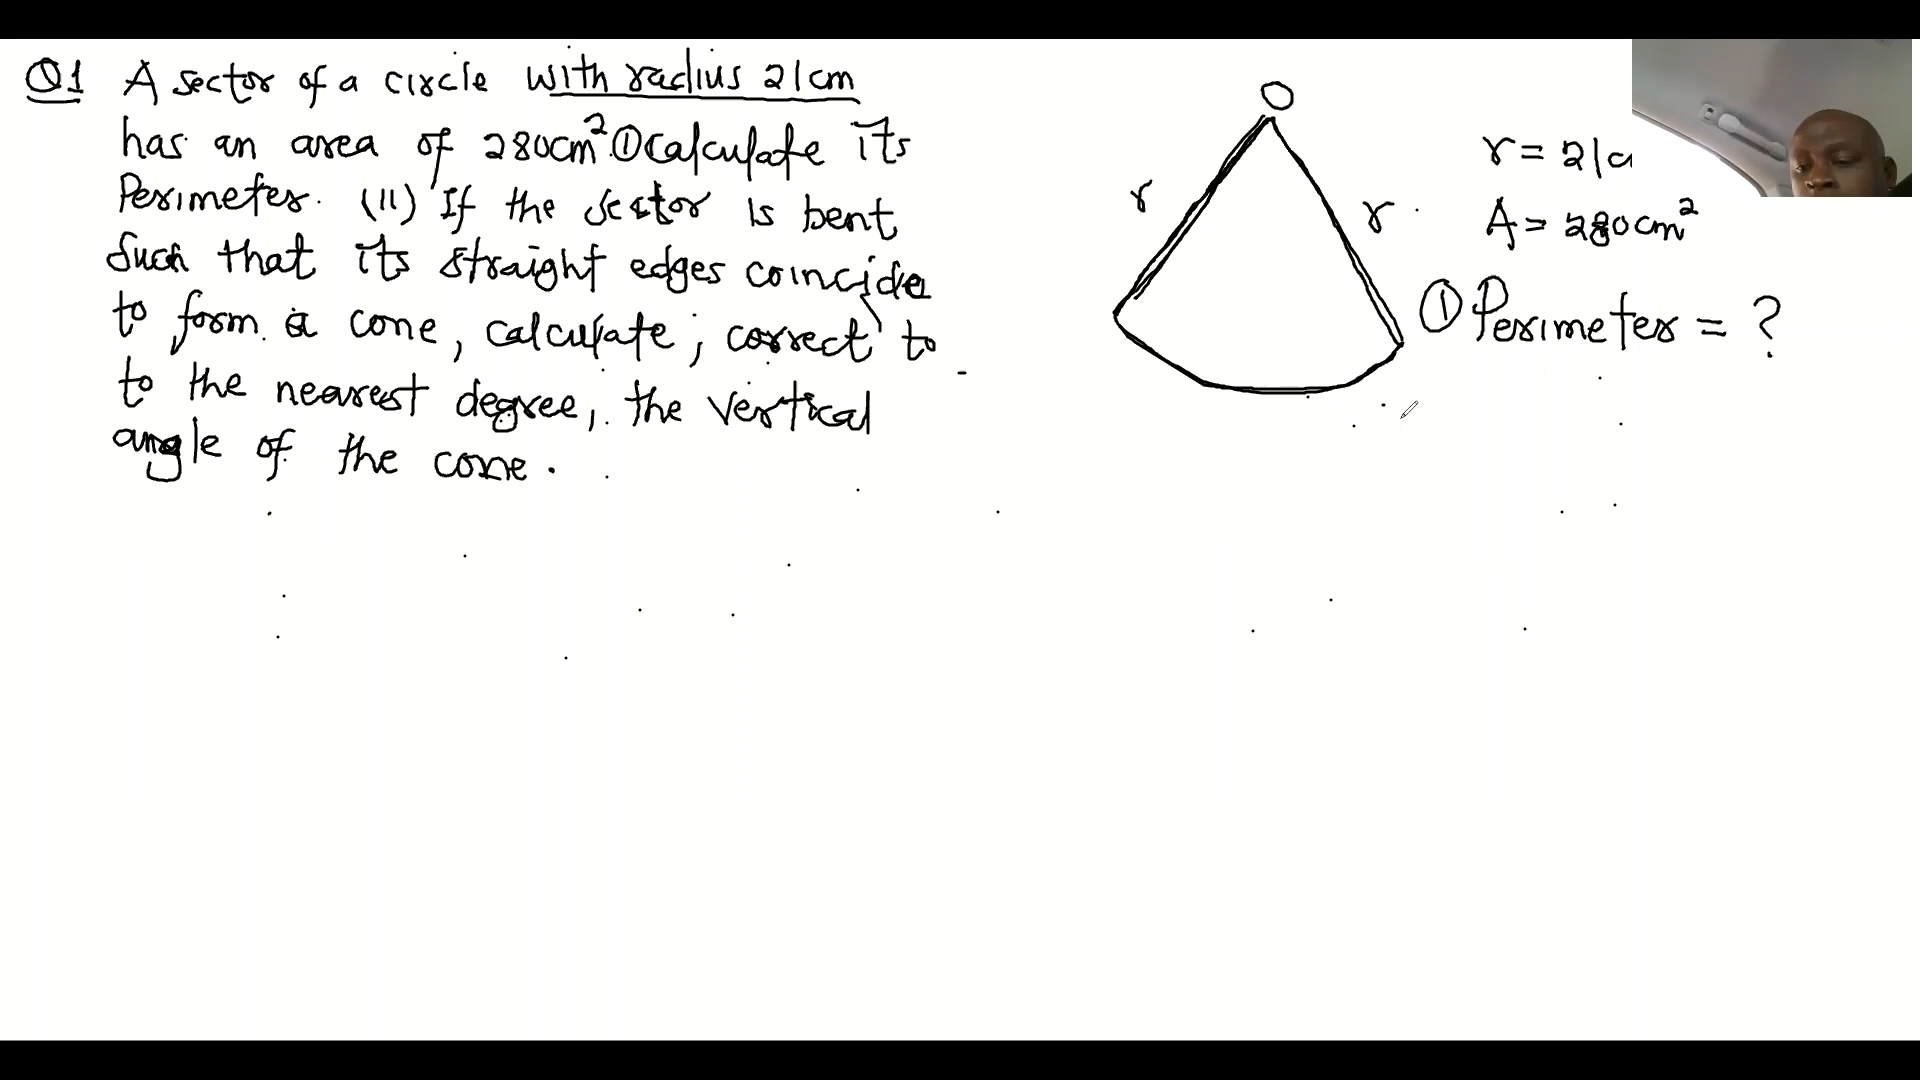 Q1 A sector of a circle with radius 21cm
has an area of 280cm² ① Calculate its
Perimeter. (II) If the sector is bent
Such that its straight edges coincide
to form a cone, calculate, correct to
to the nearest degree, the vertical
angle of the cone.
O
r
r
r = 21c
A = 280cm²
① Perimeter = ?